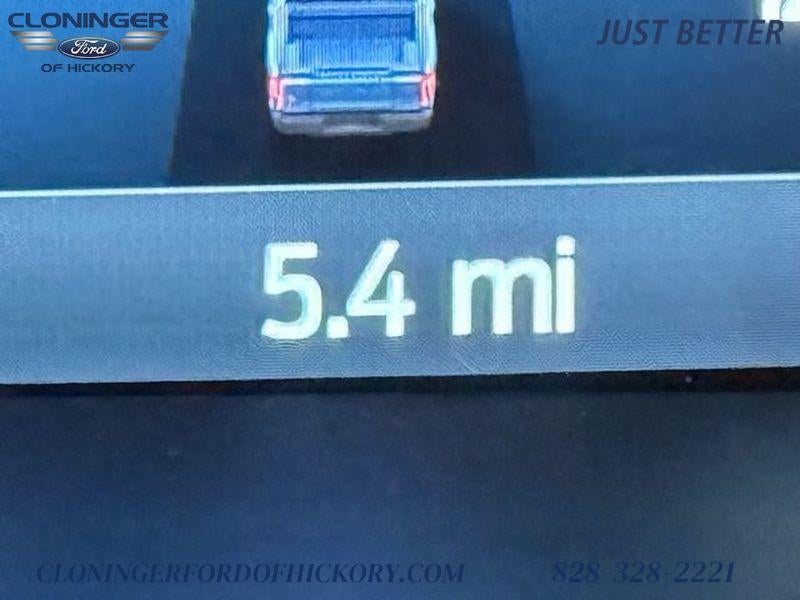 CLONINGER
Ford
OF HICKORY
JUST BETTER
5.4 mi
CLONINGERFORDOFHICKORY.COM
828-328-2221